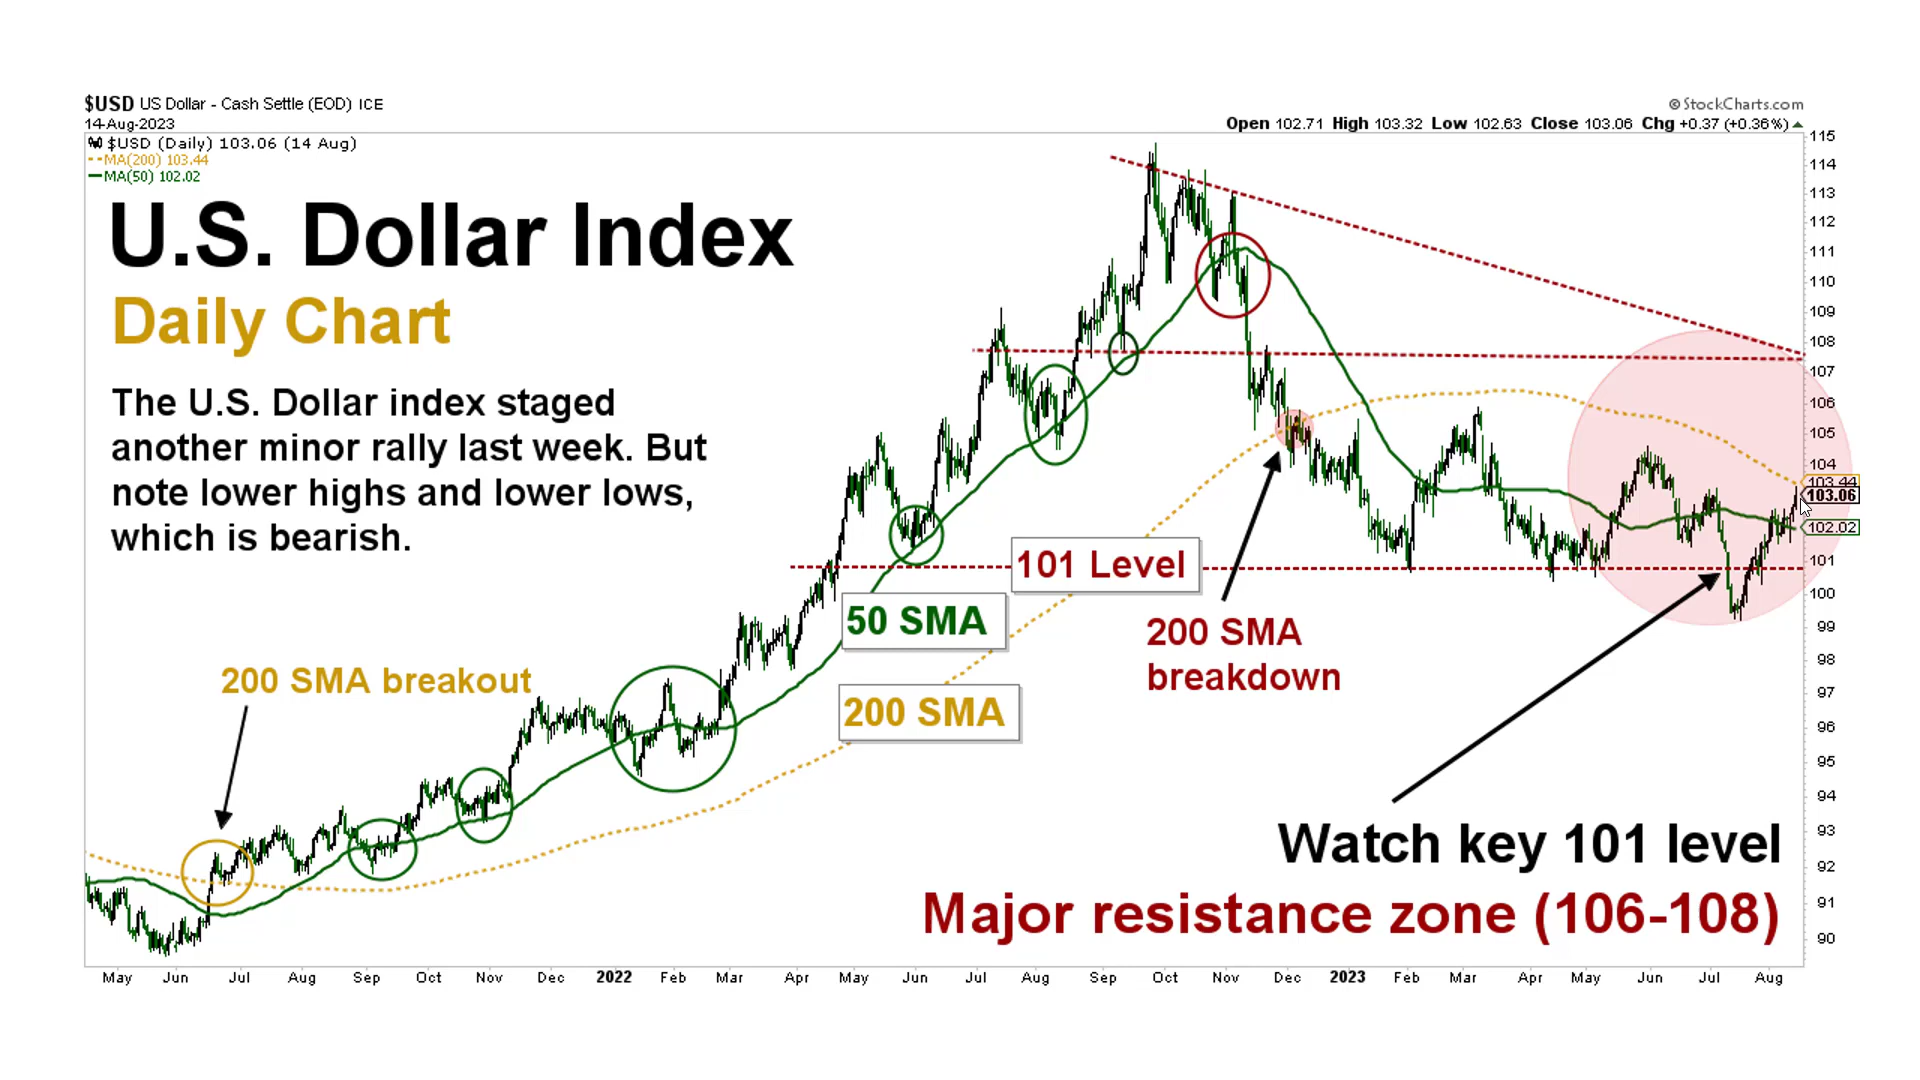 $USD US Dollar - Cash Settle (EOD) ICE
© StockCharts.com
14-Aug-2023
Open 102.71 High 103.32 Low 102.63 Close 103.06 Chg +0.37 (+0.36%)
$USD (Daily) 103.06 (14 Aug)
MA(200) 103.44
MA(50) 102.02
U.S. Dollar Index
Daily Chart
The U.S. Dollar index staged
another minor rally last week. But
note lower highs and lower lows,
which is bearish.
101 Level
50 SMA
200 SMA
200 SMA breakout
200 SMA
breakdown
Watch key 101 level
Major resistance zone (106-108)
115
114
113
112
111
110
109
108
107
106
105
104
103.44
103.06
102.02
101
100
99
98
97
96
95
94
93
92
91
90
May Jun Jul Aug Sep Oct Nov Dec 2022 Feb Mar Apr May Jun Jul Aug Sep Oct Nov Dec 2023 Feb Mar Apr May Jun Jul Aug